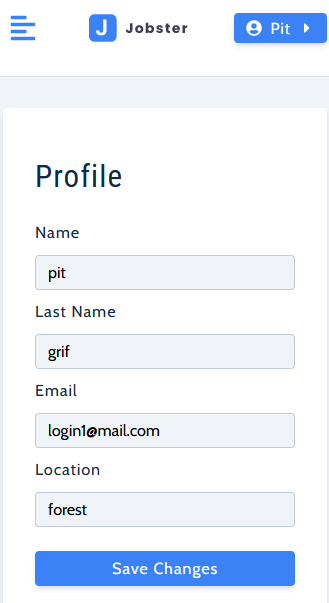 J Jobster Pit
Profile
Name
pit
Last Name
grif
Email
login1@mail.com
Location
forest
Save Changes